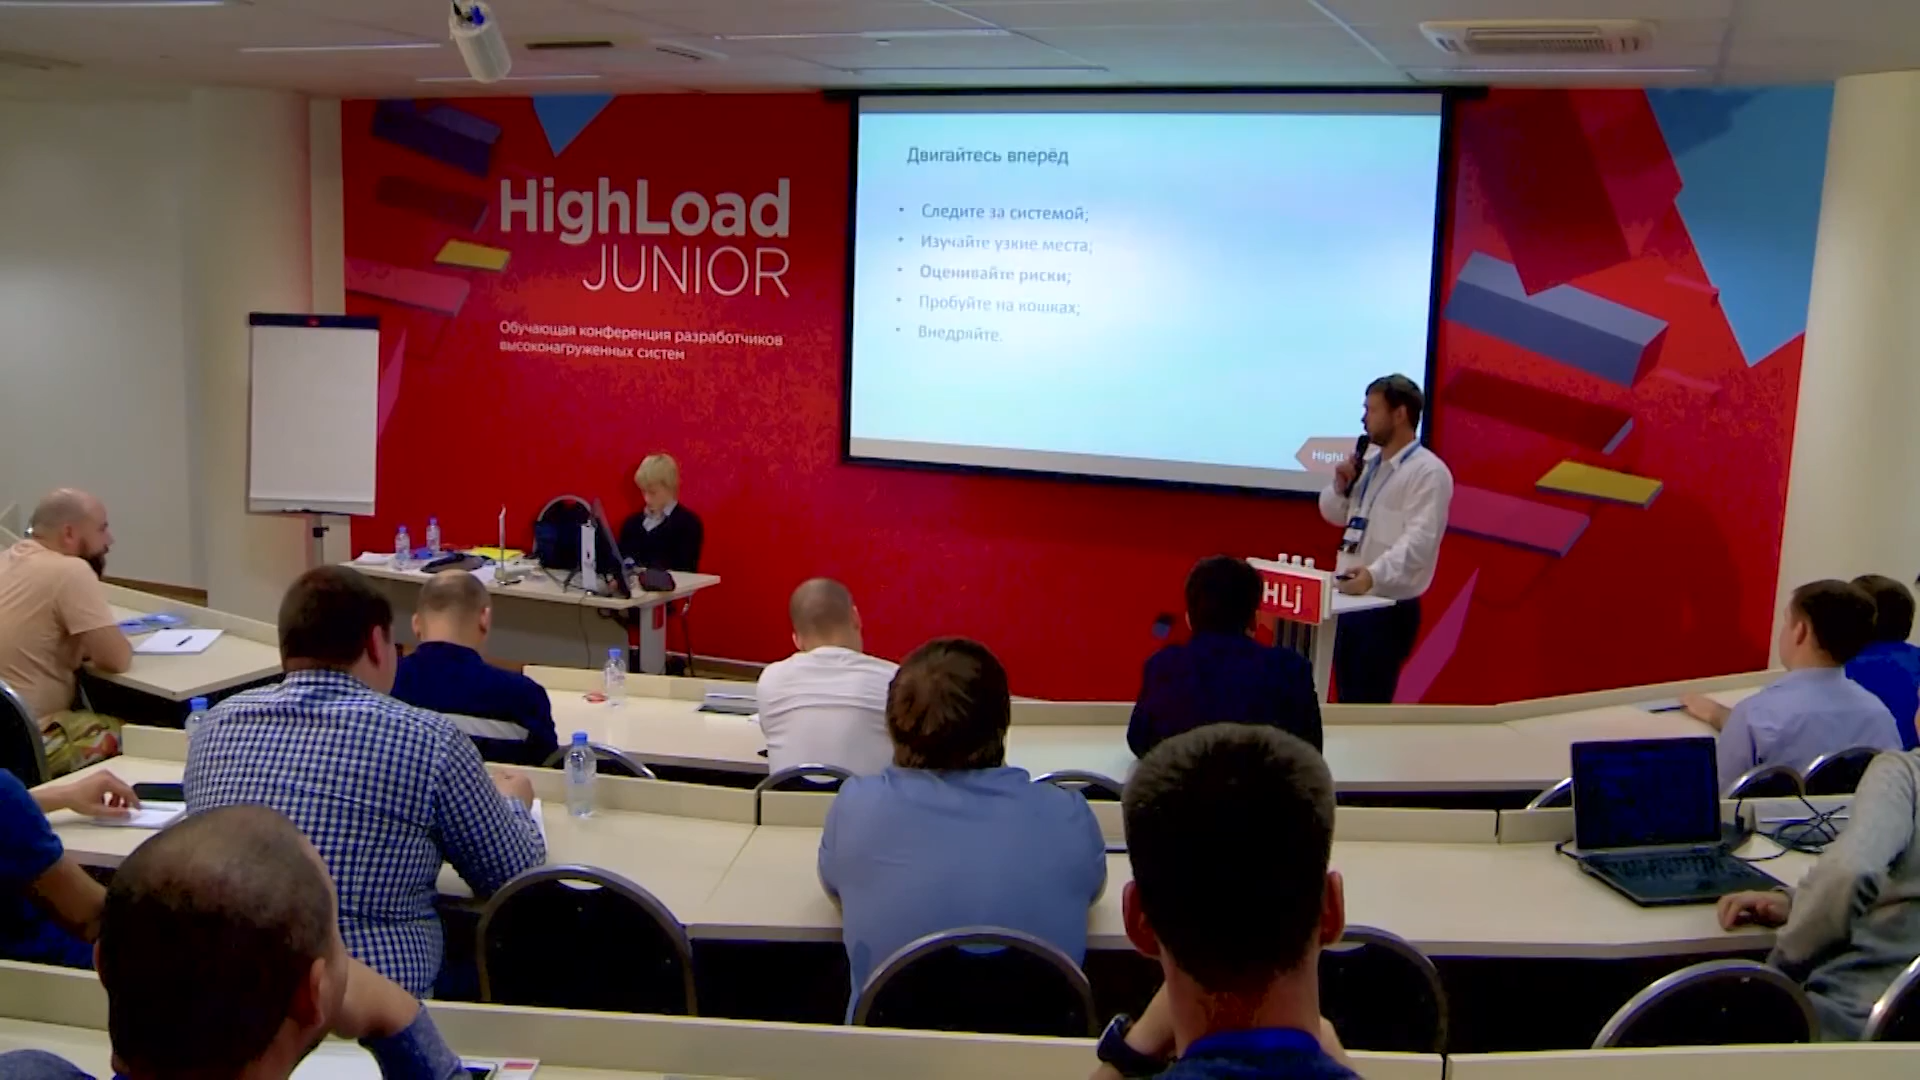 HighLoad
JUNIOR
Обучающая конференция разработчиков
высоконагруженных систем
Двигайтесь вперёд
• Следите за системой;
• Изучайте узкие места;
• Оценивайте риски;
• Пробуйте на кошках;
• Внедряйте.
HLj